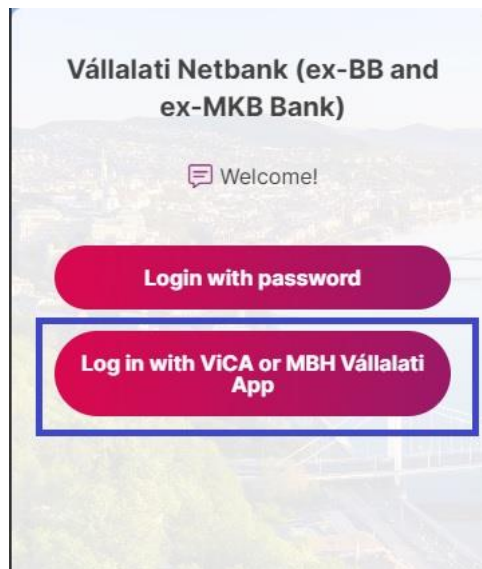 Vállalati Netbank (ex-BB and
ex-MKB Bank)
Welcome!
Login with password
Log in with ViCA or MBH Vállalati
App